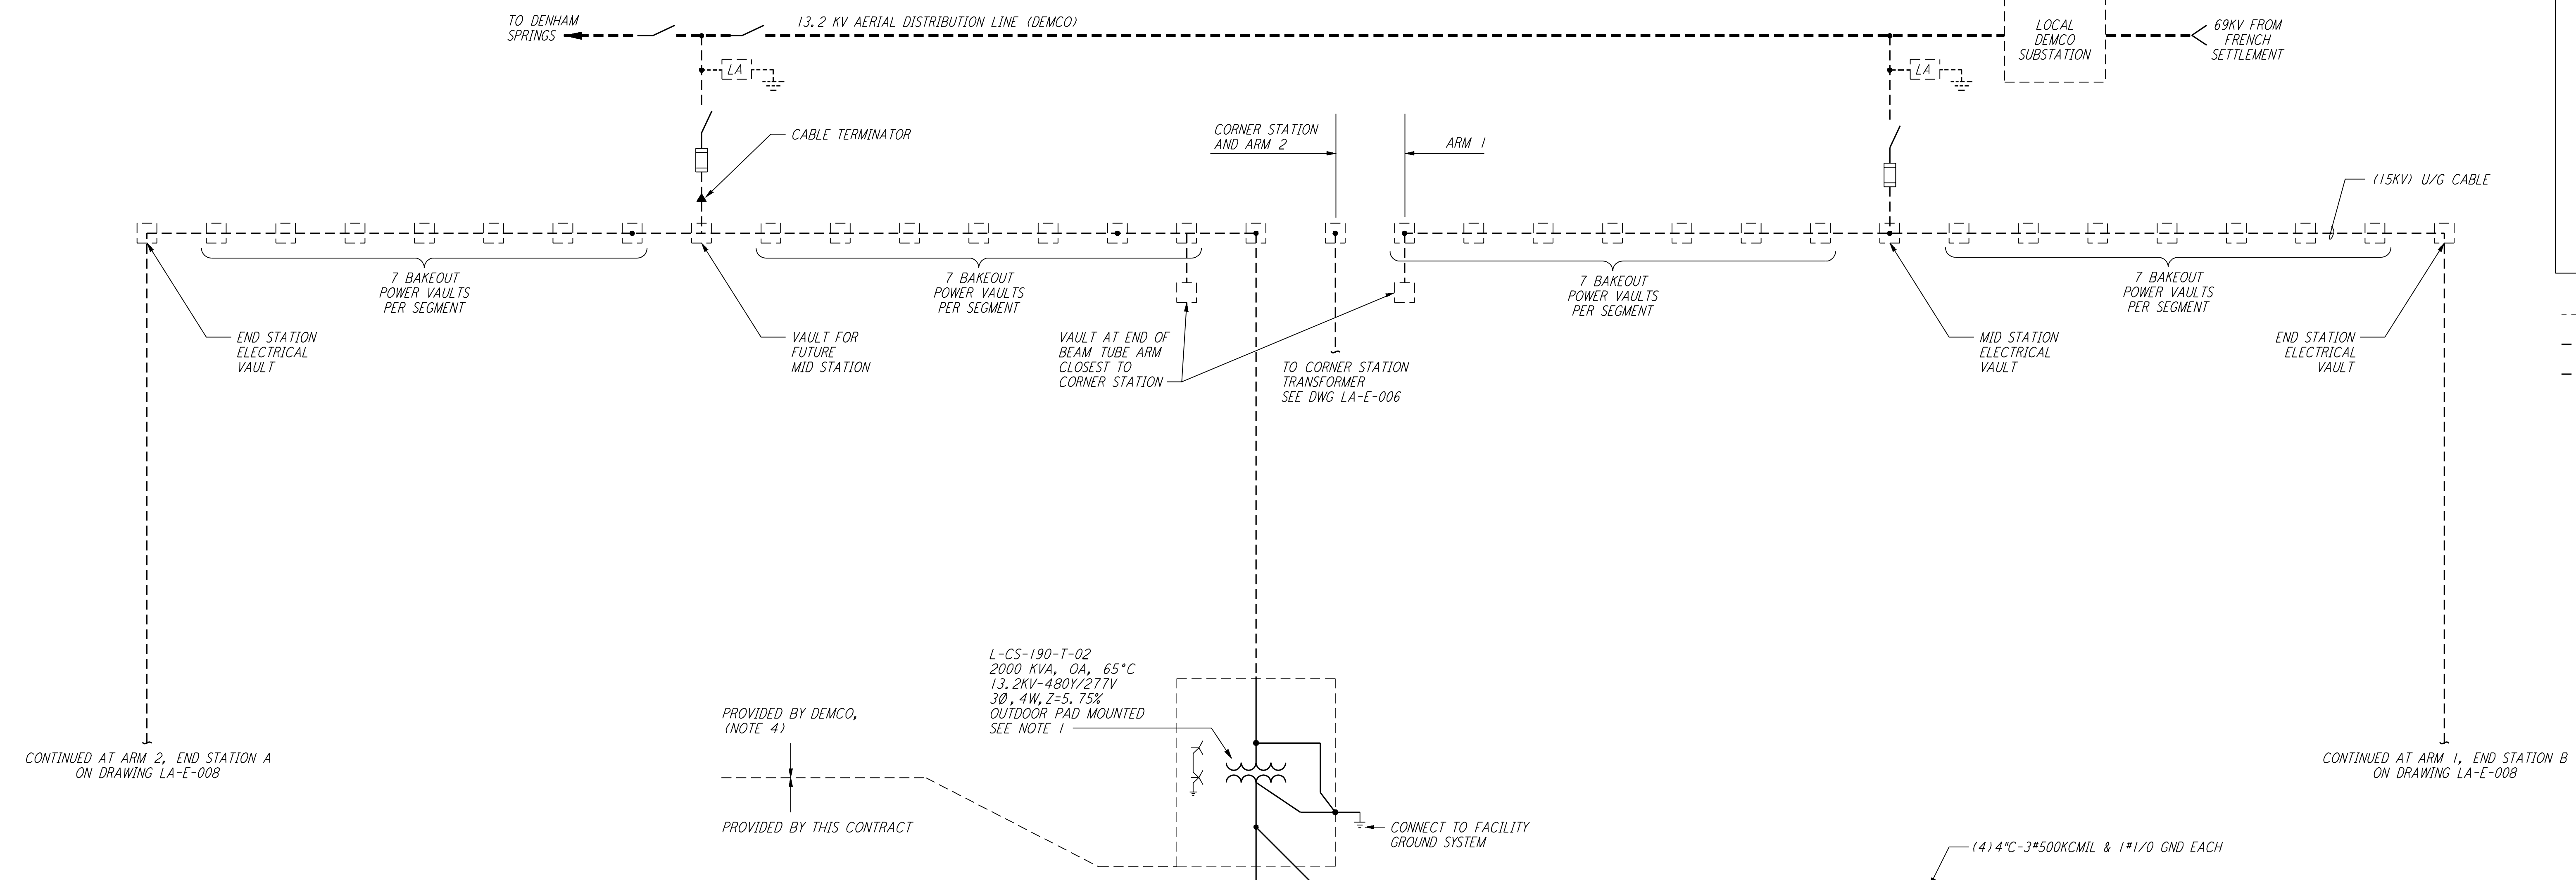 TO DENHAM
SPRINGS
13.2 KV AERIAL DISTRIBUTION LINE (DEMCO)
LOCAL
DEMCO
SUBSTATION
69KV FROM
FRENCH
SETTLEMENT
LA
LA
CABLE TERMINATOR
CORNER STATION
AND ARM 2
ARM 1
(15KV) U/G CABLE
7 BAKEOUT
POWER VAULTS
PER SEGMENT
7 BAKEOUT
POWER VAULTS
PER SEGMENT
7 BAKEOUT
POWER VAULTS
PER SEGMENT
7 BAKEOUT
POWER VAULTS
PER SEGMENT
END STATION
ELECTRICAL
VAULT
VAULT FOR
FUTURE
MID STATION
VAULT AT END OF
BEAM TUBE ARM
CLOSEST TO
CORNER STATION
TO CORNER STATION
TRANSFORMER
SEE DWG LA-E-006
MID STATION
ELECTRICAL
VAULT
END STATION
ELECTRICAL
VAULT
L-CS-190-T-02
2000 KVA, OA, 65°C
13.2KV-480Y/277V
3Ø, 4W, Z=5.75%
OUTDOOR PAD MOUNTED
SEE NOTE 1
PROVIDED BY DEMCO,
(NOTE 4)
PROVIDED BY THIS CONTRACT
CONTINUED AT ARM 2, END STATION A
ON DRAWING LA-E-008
CONTINUED AT ARM 1, END STATION B
ON DRAWING LA-E-008
CONNECT TO FACILITY
GROUND SYSTEM
(4) 4"C-3#500KCMIL & 1#1/0 GND EACH